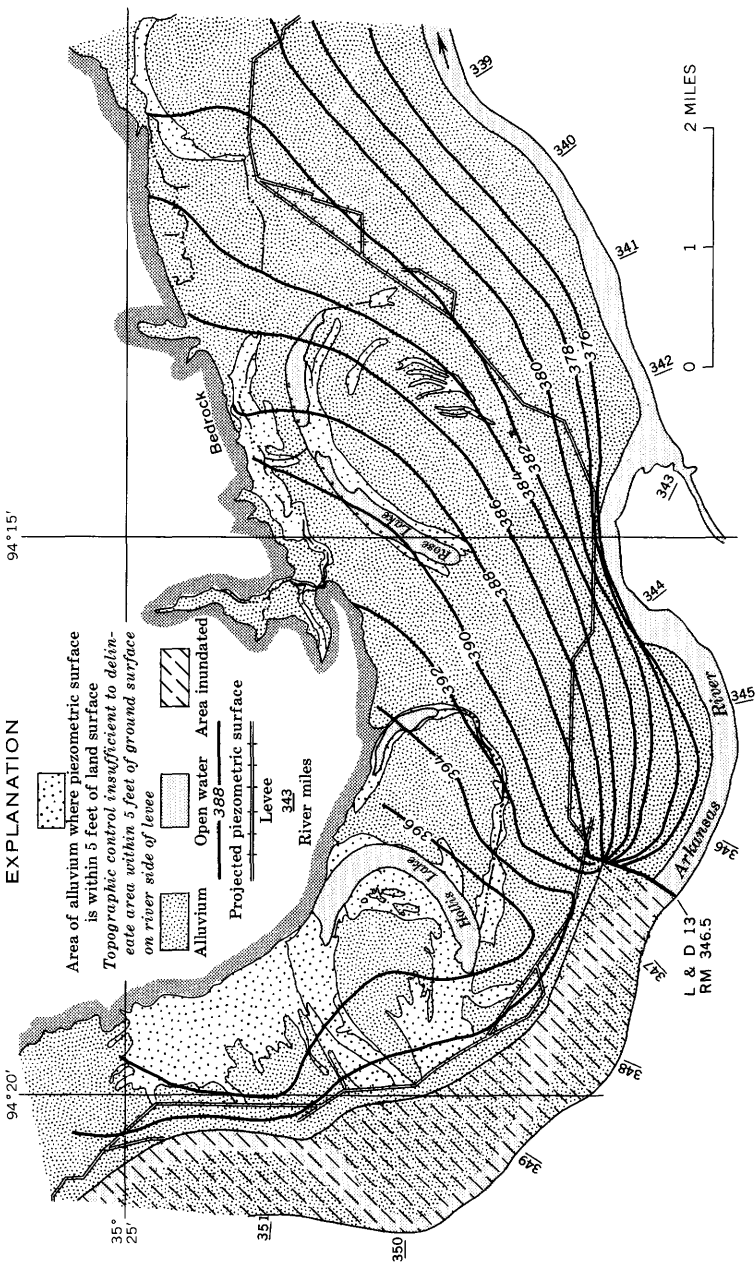 EXPLANATION
Area of alluvium where piezometric surface
is within 5 feet of land surface
Topographic control insufficient to delin-
eate area within 5 feet of ground surface
on river side of levee
Alluvium
Open water
Area inundated
388
Projected piezometric surface
Levee
343
River miles
94°20'
94°15'
35°
25'
Bedrock
Hollis Lake
Rose Lake
396
394
392
390
388
386
384
382
380
378
376
Arkansas River
L & D 13
RM 346.5
351
350
349
348
347
346
345
344
343
342
341
340
339
0 1 2 MILES